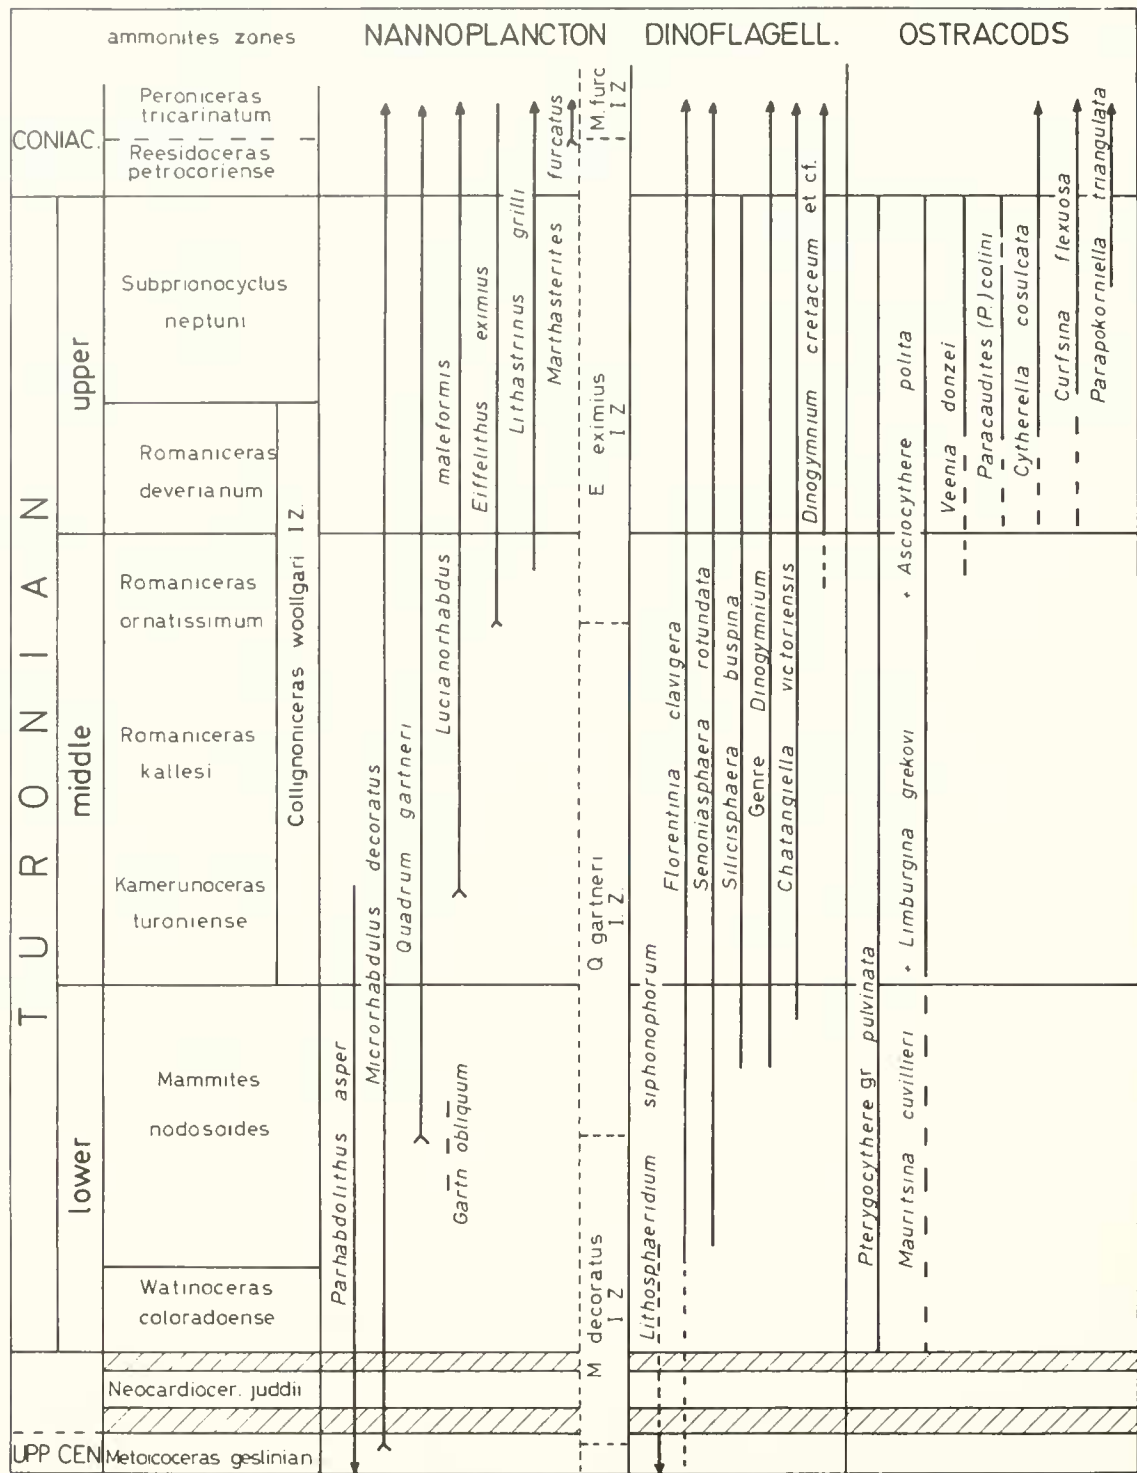 ammonites zones
NANNOPLANCTON
DINOFLAGELL.
OSTRACODS
CONIAC.
Peroniceras
tricarinatum
Reesidoceras
petrocoriense
TURONIAN
upper
Subprionocyclus
neptuni
Romaniceras
deverianum
middle
Romaniceras
ornatissimum
Romaniceras
kallesi
Kamerunoceras
turoniense
Collignoniceras woollgari I Z.
lower
Mammites
nodosoides
Watinoceras
coloradoense
Neocardiocer. juddii
UPP CEN
Metoicoceras geslinian
Parhabdolithus asper
Microrhabdulus decoratus
Quadrum gartneri
Gartn obliquum
Lucianorhabdus maleformis
Eiffelithus eximius
Lithastrinus grilli
Marthasterites furcatus
M. furc
I Z
E eximius
I Z
Q gartneri
I. Z.
M decoratus
I Z
Lithosphaeridium siphonophorum
Florentinia clavigera
Senoniasphaera rotundata
Silicisphaera buspina
Genre Dinogymnium
Chatangiella victoriensis
Dinogymnium cretaceum et cf.
Pterygocythere gr pulvinata
Mauritsina cuvillieri + Limburgina grekovi + Asciocythere polita
Veenia donzei
Paracaudites (P.) colini
Cytherella cosulcata
Curfsina flexuosa
Parapokorniella triangulata